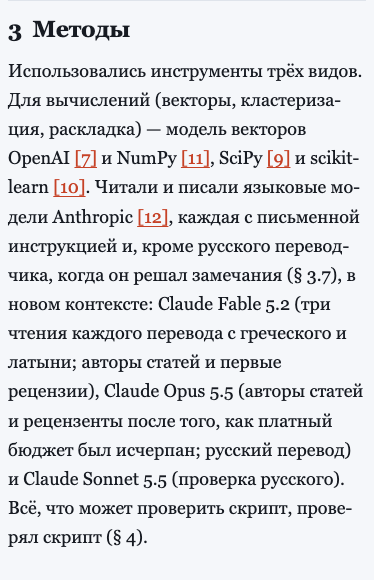 3 Методы
Использовались инструменты трёх видов.
Для вычислений (векторы, кластериза-
ция, раскладка) — модель векторов
OpenAI [7] и NumPy [11], SciPy [9] и scikit-
learn [10]. Читали и писали языковые мо-
дели Anthropic [12], каждая с письменной
инструкцией и, кроме русского перевод-
чика, когда он решал замечания (§ 3.7), в
новом контексте: Claude Fable 5.2 (три
чтения каждого перевода с греческого и
латыни; авторы статей и первые
рецензии), Claude Opus 5.5 (авторы статей
и рецензенты после того, как платный
бюджет был исчерпан; русский перевод)
и Claude Sonnet 5.5 (проверка русского).
Всё, что может проверить скрипт, прове-
рял скрипт (§ 4).